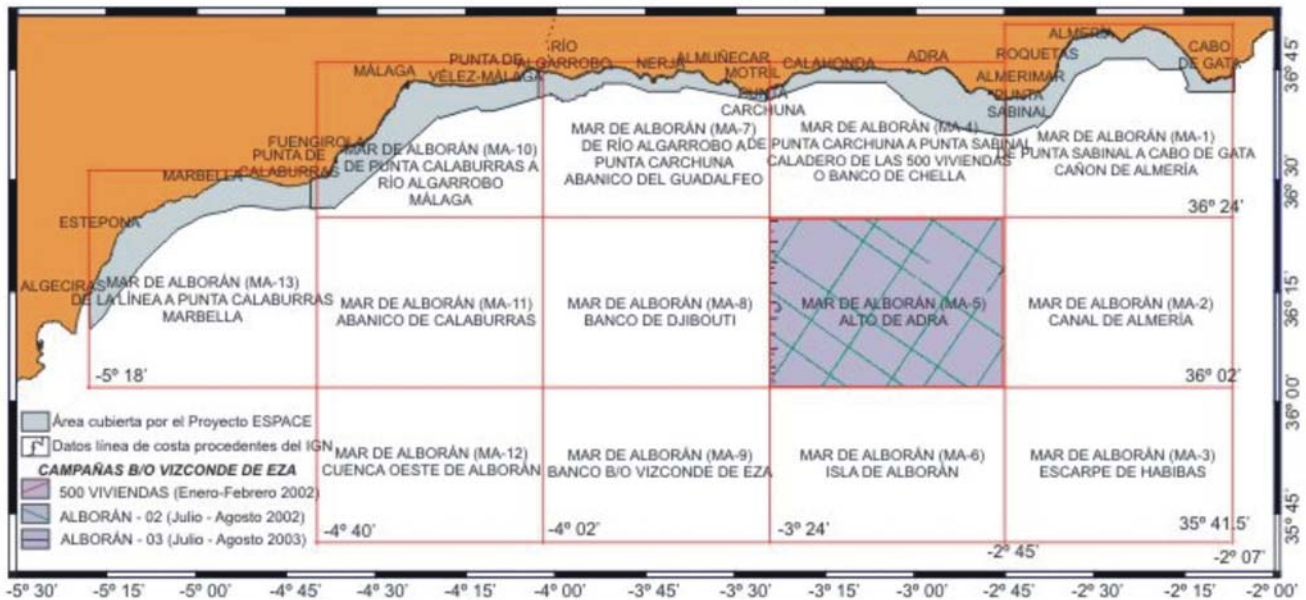 RÍO
ALMERÍA
PUNTA DE
ALGARROBO
NERJA
ALMUÑECAR
ADRA
ROQUETAS
CABO
DE GATA
MÁLAGA
VÉLEZ-MÁLAGA
MOTRIL
CALAHONDA
ALMERIMAR
PUNTA
SABINAL
PUNTA
CARCHUNA
FUENGIROLA
PUNTA DE
CALABURRAS
MARBELLA
ESTEPONA
ALGECIRAS
MAR DE ALBORÁN (MA-10)
DE PUNTA CALABURRAS A
RÍO ALGARROBO
MÁLAGA
MAR DE ALBORÁN (MA-7)
DE RÍO ALGARROBO A
PUNTA CARCHUNA
ABANICO DEL GUADALFEO
MAR DE ALBORÁN (MA-4)
DE PUNTA CARCHUNA A PUNTA SABINAL
CALADERO DE LAS 500 VIVIENDAS
O BANCO DE CHELLA
MAR DE ALBORÁN (MA-1)
DE PUNTA SABINAL A CABO DE GATA
CAÑON DE ALMERÍA
36º 24'
MAR DE ALBORÁN (MA-13)
DE LA LÍNEA A PUNTA CALABURRAS
MARBELLA
MAR DE ALBORÁN (MA-11)
ABANICO DE CALABURRAS
MAR DE ALBORÁN (MA-8)
BANCO DE DJIBOUTI
MAR DE ALBORÁN (MA-5)
ALTO DE ADRA
MAR DE ALBORÁN (MA-2)
CANAL DE ALMERÍA
-5º 18'
36º 02'
Área cubierta por el Proyecto ESPACE
Datos línea de costa procedentes del IGN
CAMPAÑAS B/O VIZCONDE DE EZA
500 VIVIENDAS (Enero-Febrero 2002)
ALBORÁN - 02 (Julio - Agosto 2002)
ALBORÁN - 03 (Julio - Agosto 2003)
MAR DE ALBORÁN (MA-12)
CUENCA OESTE DE ALBORÁN
MAR DE ALBORÁN (MA-9)
BANCO B/O VIZCONDE DE EZA
MAR DE ALBORÁN (MA-6)
ISLA DE ALBORÁN
MAR DE ALBORÁN (MA-3)
ESCARPE DE HABIBAS
-4º 40'
-4º 02'
-3º 24'
35º 41.5'
-2º 45'
-2º 07'
36º 45'
36º 30'
36º 15'
36º 00'
35º 45'
-5º 30' -5º 15' -5º 00' -4º 45' -4º 30' -4º 15' -4º 00' -3º 45' -3º 30' -3º 15' -3º 00' -2º 45' -2º 30' -2º 15' -2º 00'